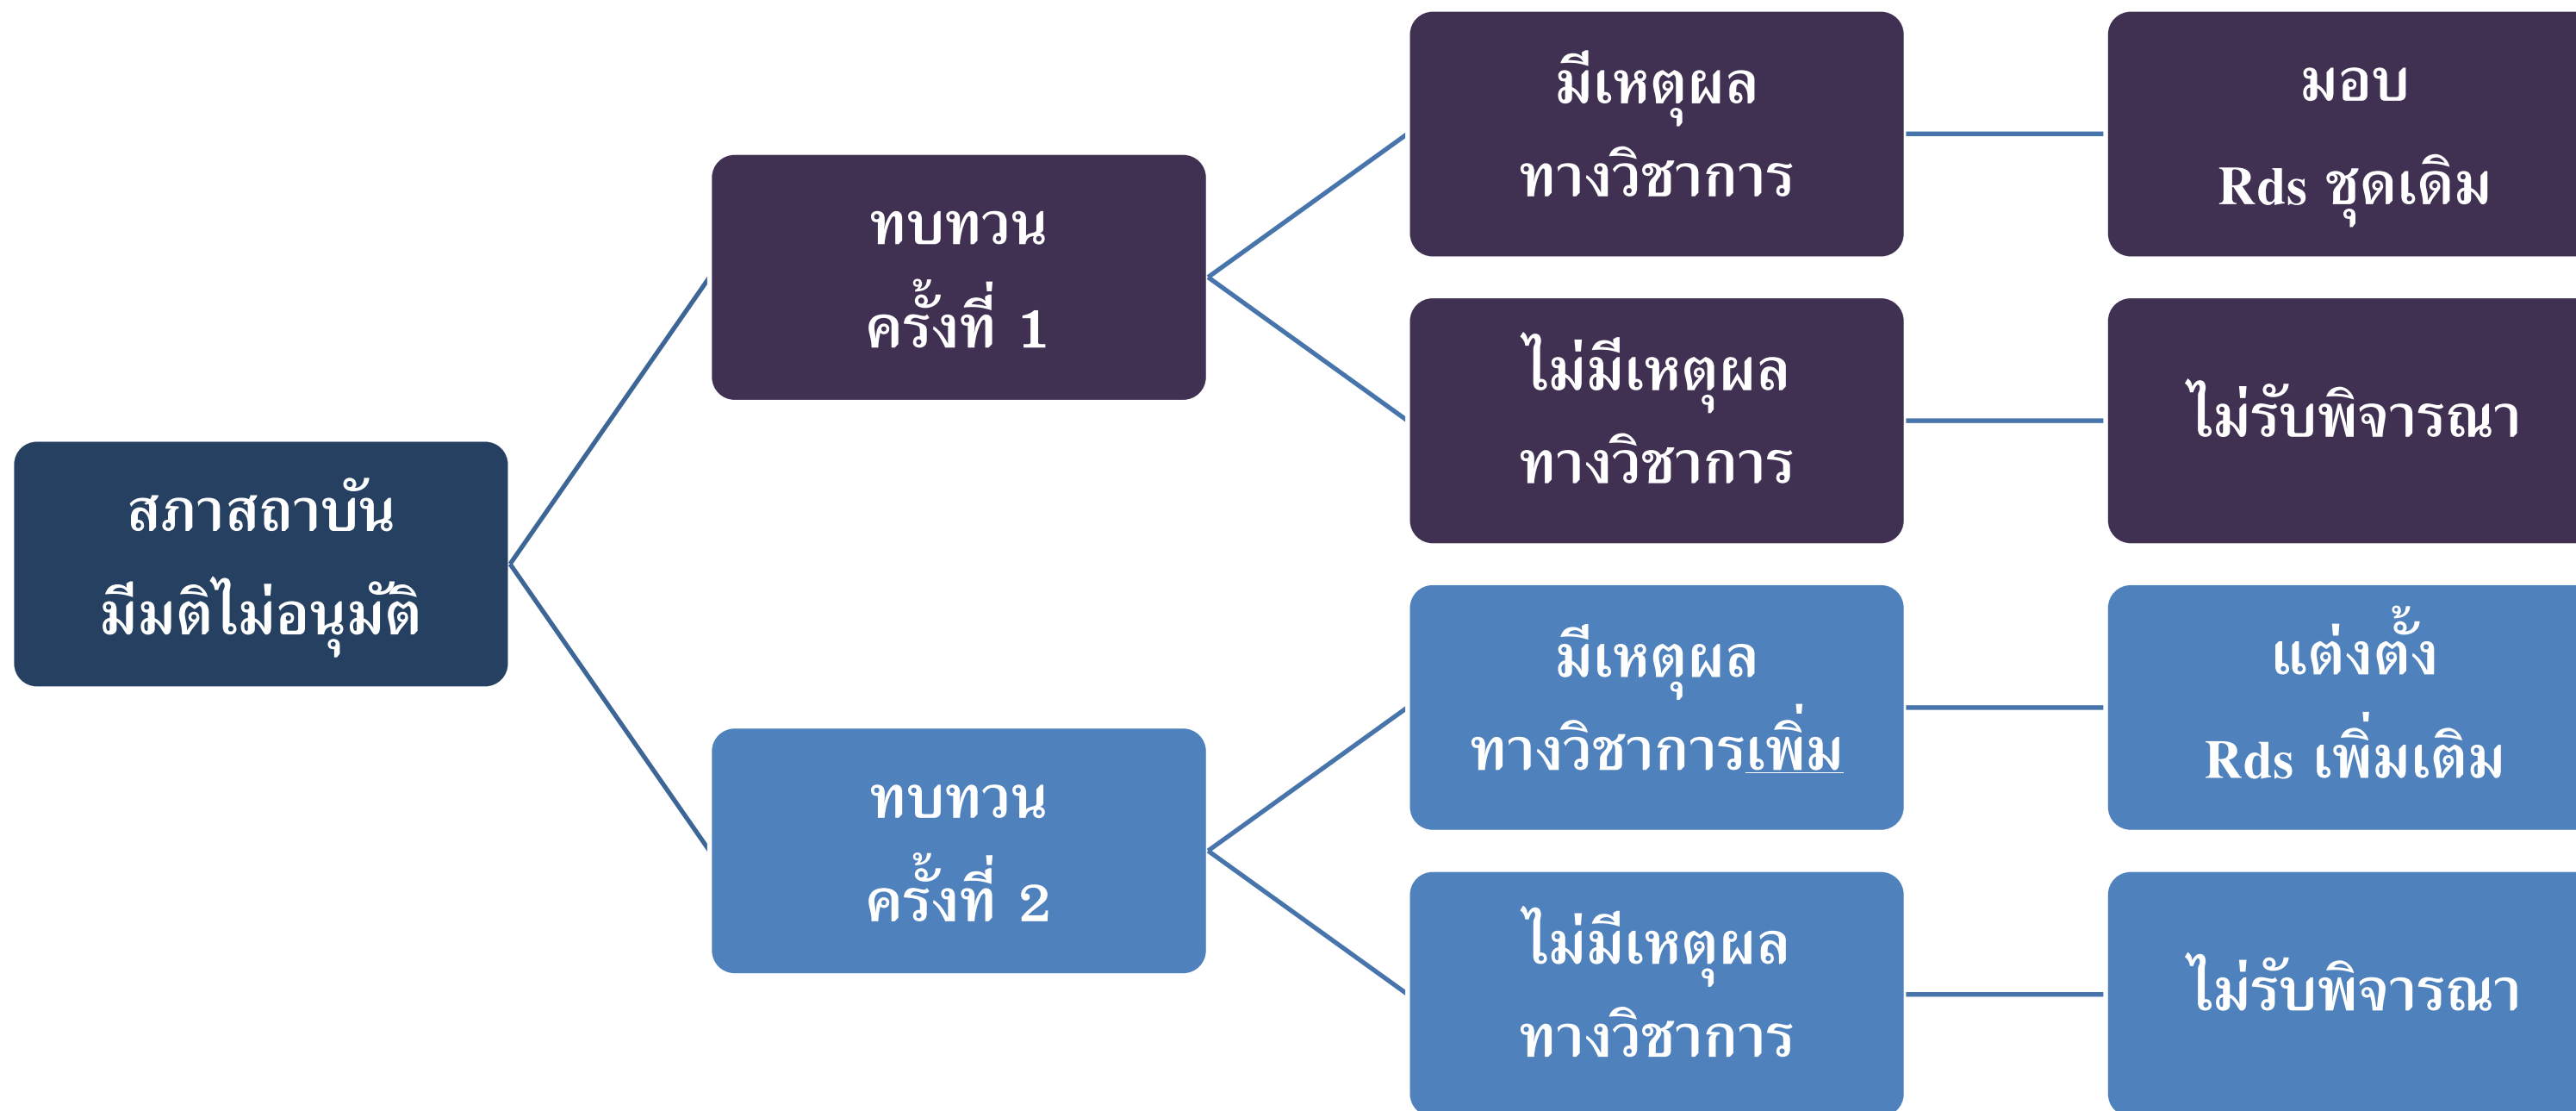 สภาสถาบัน
มีมติไม่อนุมัติ
ทบทวน
ครั้งที่ 1
มีเหตุผล
ทางวิชาการ
มอบ
Rds ชุดเดิม
ไม่มีเหตุผล
ทางวิชาการ
ไม่รับพิจารณา
ทบทวน
ครั้งที่ 2
มีเหตุผล
ทางวิชาการเพิ่ม
แต่งตั้ง
Rds เพิ่มเติม
ไม่มีเหตุผล
ทางวิชาการ
ไม่รับพิจารณา